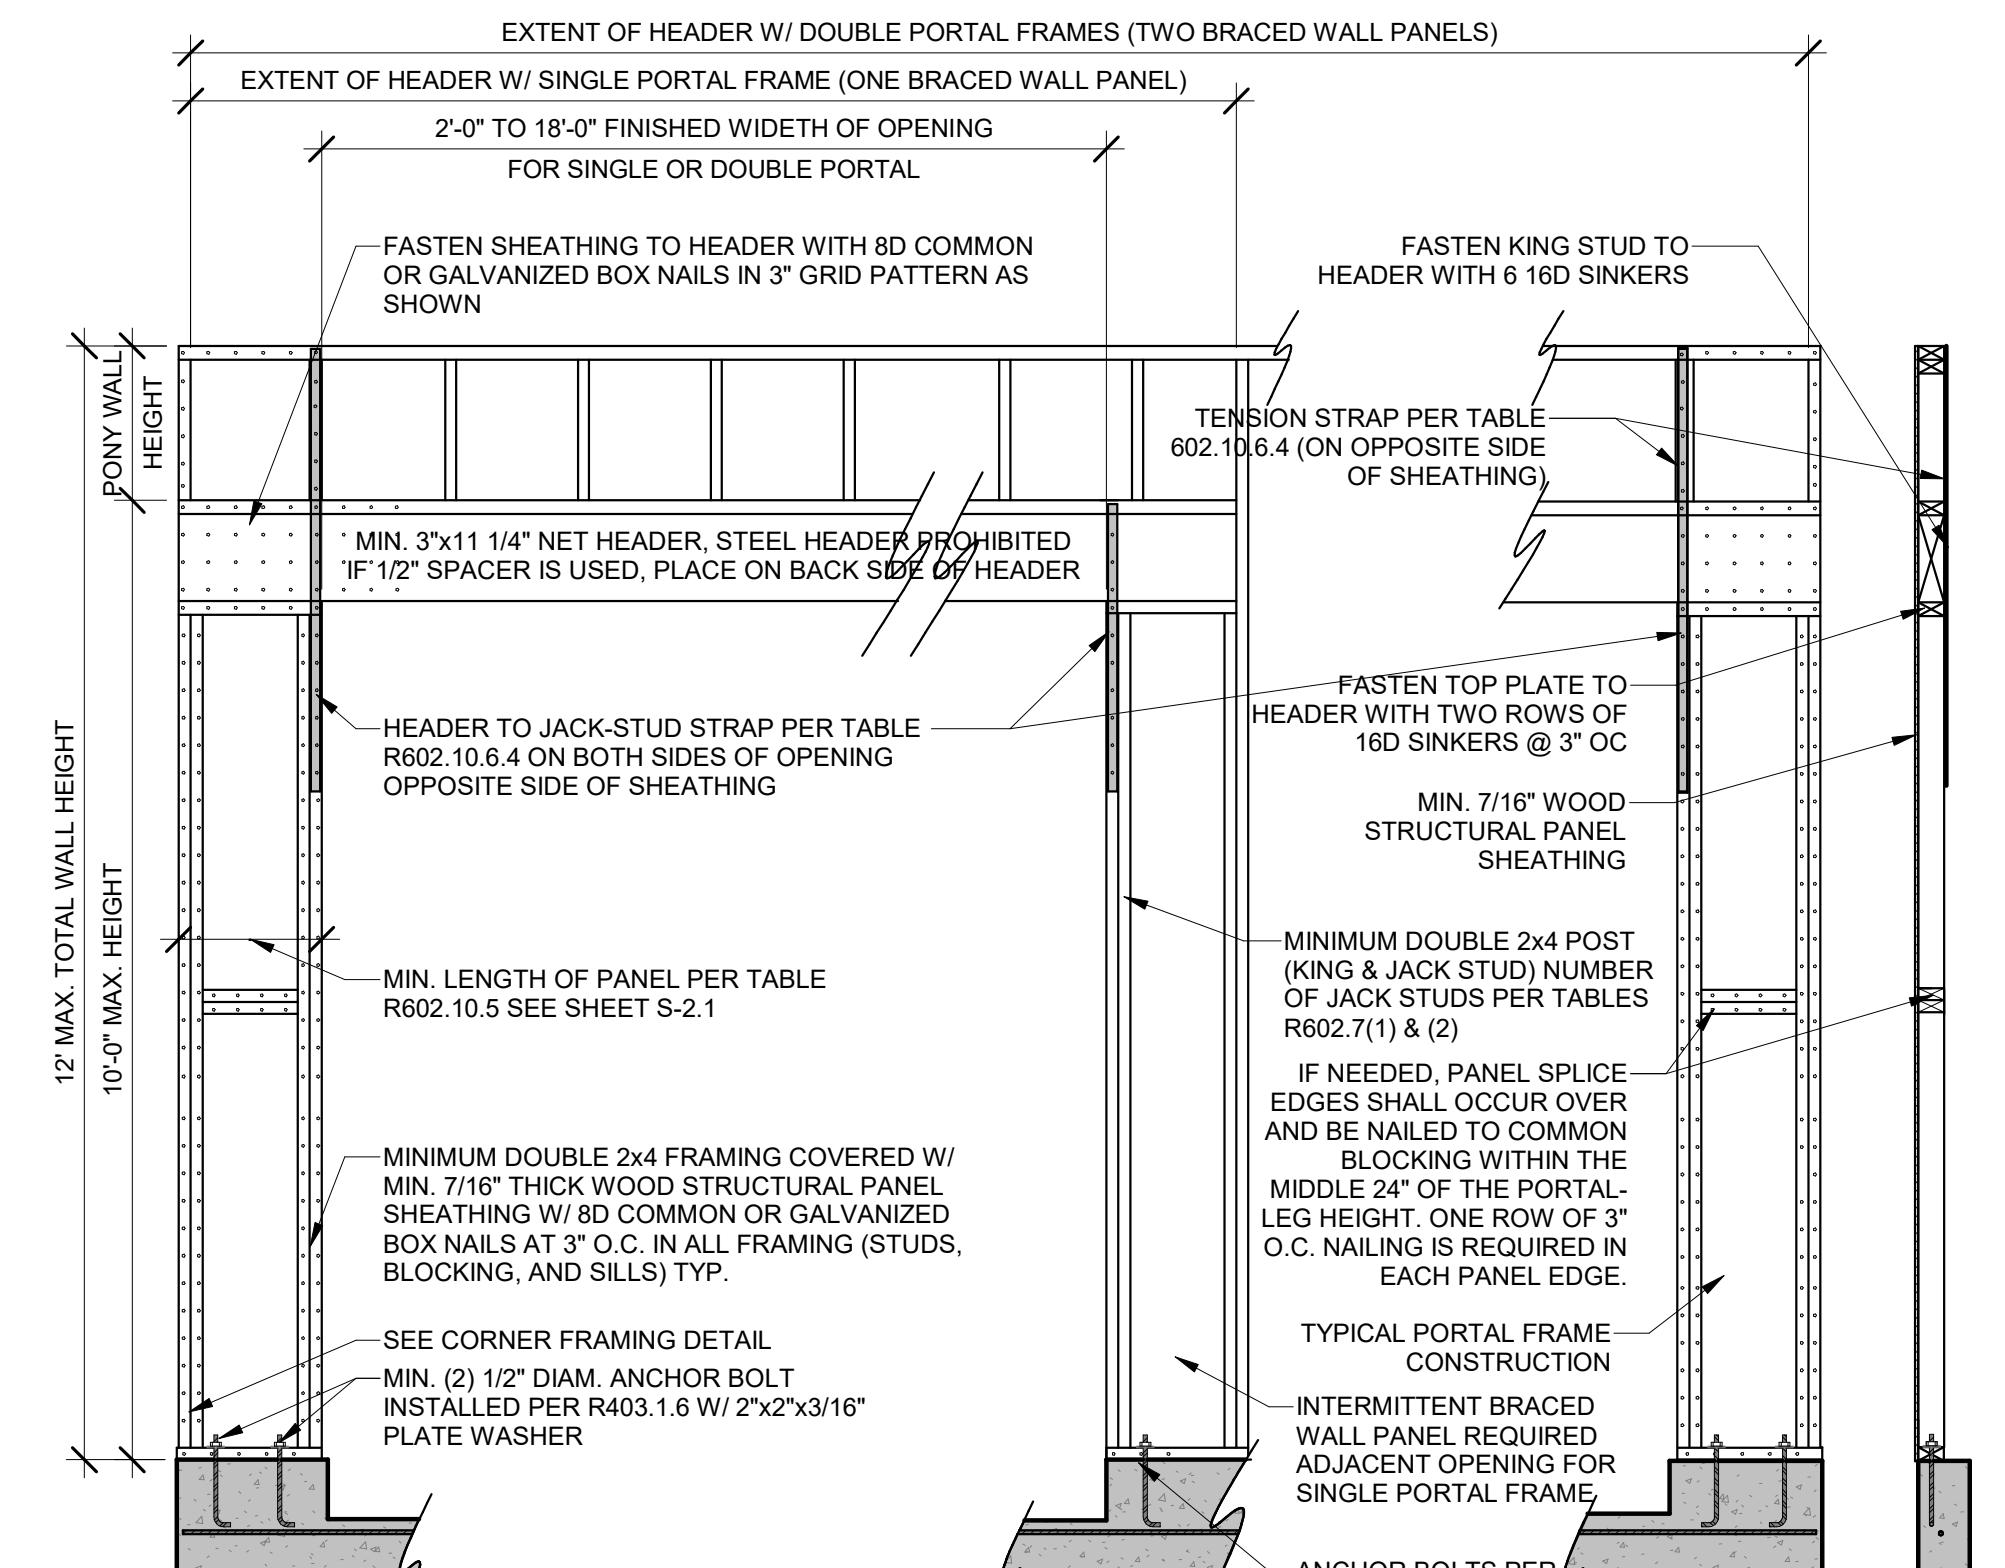 EXTENT OF HEADER W/ DOUBLE PORTAL FRAMES (TWO BRACED WALL PANELS)
EXTENT OF HEADER W/ SINGLE PORTAL FRAME (ONE BRACED WALL PANEL)
2'-0" TO 18'-0" FINISHED WIDETH OF OPENING
FOR SINGLE OR DOUBLE PORTAL
FASTEN SHEATHING TO HEADER WITH 8D COMMON
OR GALVANIZED BOX NAILS IN 3" GRID PATTERN AS
SHOWN
FASTEN KING STUD TO
HEADER WITH 6 16D SINKERS
PONY WALL
HEIGHT
TENSION STRAP PER TABLE
602.10.6.4 (ON OPPOSITE SIDE
OF SHEATHING)
MIN. 3"x11 1/4" NET HEADER, STEEL HEADER PROHIBITED
IF 1/2" SPACER IS USED, PLACE ON BACK SIDE OF HEADER
12' MAX. TOTAL WALL HEIGHT
10'-0" MAX. HEIGHT
HEADER TO JACK-STUD STRAP PER TABLE
R602.10.6.4 ON BOTH SIDES OF OPENING
OPPOSITE SIDE OF SHEATHING
FASTEN TOP PLATE TO
HEADER WITH TWO ROWS OF
16D SINKERS @ 3" OC
MIN. 7/16" WOOD
STRUCTURAL PANEL
SHEATHING
MIN. LENGTH OF PANEL PER TABLE
R602.10.5 SEE SHEET S-2.1
MINIMUM DOUBLE 2x4 POST
(KING & JACK STUD) NUMBER
OF JACK STUDS PER TABLES
R602.7(1) & (2)
IF NEEDED, PANEL SPLICE
EDGES SHALL OCCUR OVER
AND BE NAILED TO COMMON
BLOCKING WITHIN THE
MIDDLE 24" OF THE PORTAL-
LEG HEIGHT. ONE ROW OF 3"
O.C. NAILING IS REQUIRED IN
EACH PANEL EDGE.
MINIMUM DOUBLE 2x4 FRAMING COVERED W/
MIN. 7/16" THICK WOOD STRUCTURAL PANEL
SHEATHING W/ 8D COMMON OR GALVANIZED
BOX NAILS AT 3" O.C. IN ALL FRAMING (STUDS,
BLOCKING, AND SILLS) TYP.
SEE CORNER FRAMING DETAIL
MIN. (2) 1/2" DIAM. ANCHOR BOLT
INSTALLED PER R403.1.6 W/ 2"x2"x3/16"
PLATE WASHER
TYPICAL PORTAL FRAME
CONSTRUCTION
INTERMITTENT BRACED
WALL PANEL REQUIRED
ADJACENT OPENING FOR
SINGLE PORTAL FRAME
ANCHOR BOLTS PER